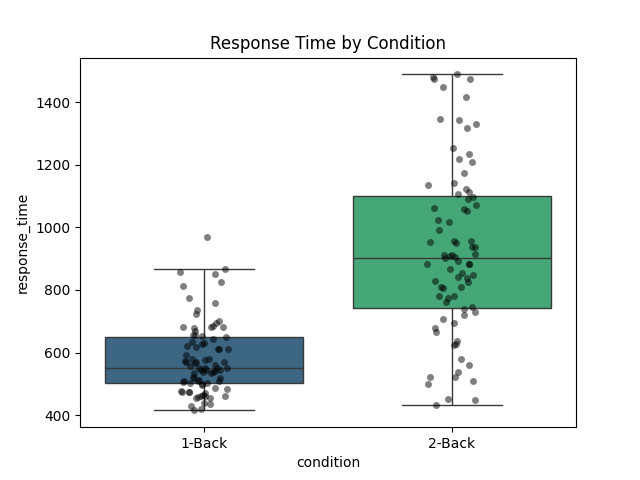 Response Time by Condition
1400
1200
1000
800
600
400
response_time
1-Back
2-Back
condition